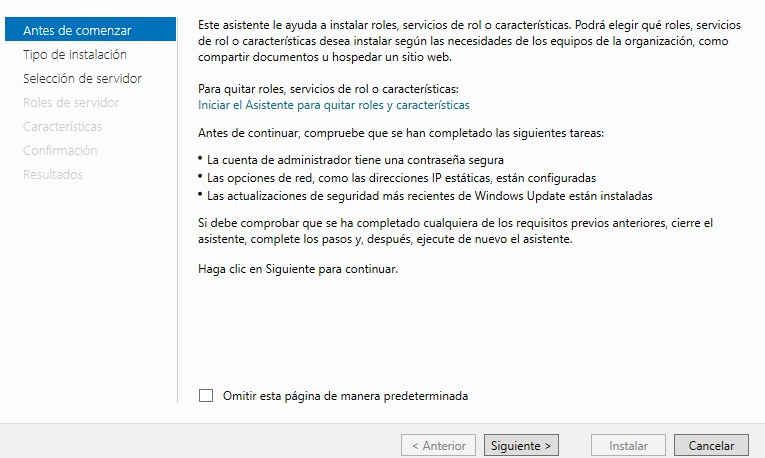 Antes de comenzar
Tipo de instalación
Selección de servidor
Roles de servidor
Características
Confirmación
Resultados
Este asistente le ayuda a instalar roles, servicios de rol o características. Podrá elegir qué roles, servicios
de rol o características desea instalar según las necesidades de los equipos de la organización, como
compartir documentos u hospedar un sitio web.
Para quitar roles, servicios de rol o características:
Iniciar el Asistente para quitar roles y características
Antes de continuar, compruebe que se han completado las siguientes tareas:
• La cuenta de administrador tiene una contraseña segura
• Las opciones de red, como las direcciones IP estáticas, están configuradas
• Las actualizaciones de seguridad más recientes de Windows Update están instaladas
Si debe comprobar que se ha completado cualquiera de los requisitos previos anteriores, cierre el
asistente, complete los pasos y, después, ejecute de nuevo el asistente.
Haga clic en Siguiente para continuar.
Omitir esta página de manera predeterminada
< Anterior
Siguiente >
Instalar
Cancelar